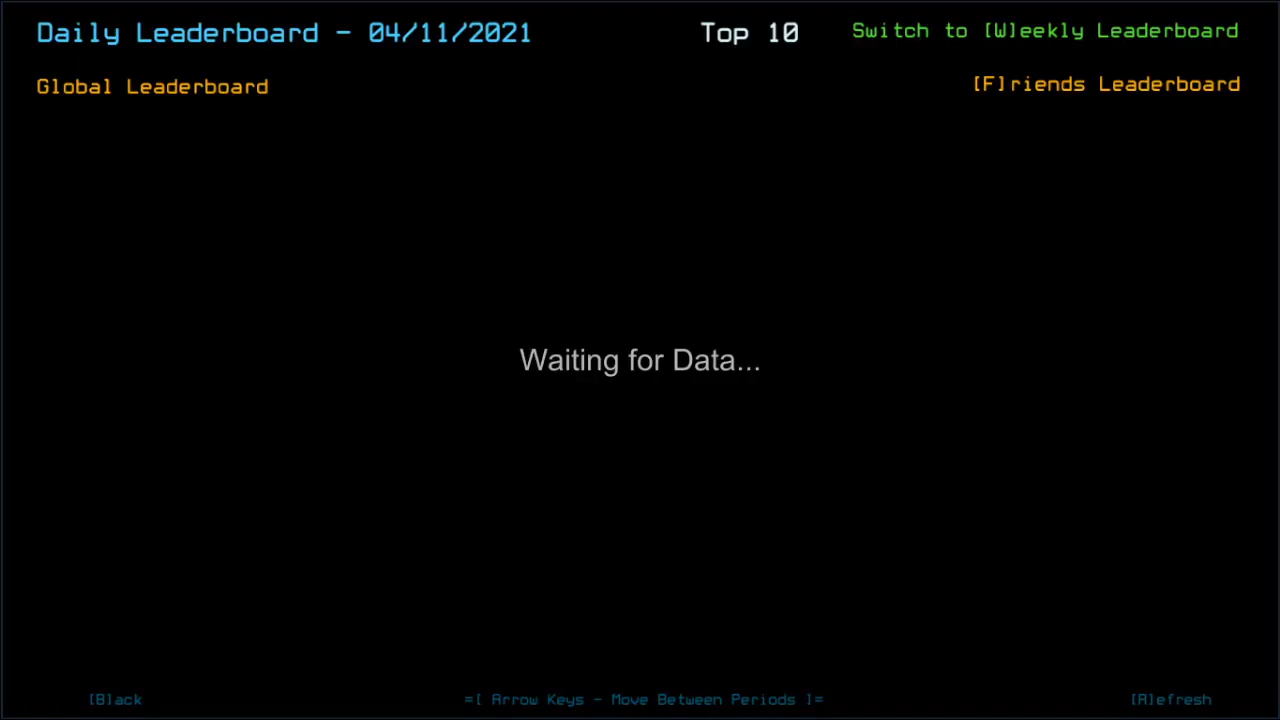 Daily Leaderboard - 04/11/2021
Top 10
Switch to [W]eekly Leaderboard
Global Leaderboard
[F]riends Leaderboard
Waiting for Data...
[B]ack
=[ Arrow Keys - Move Between Periods ]=
[R]efresh